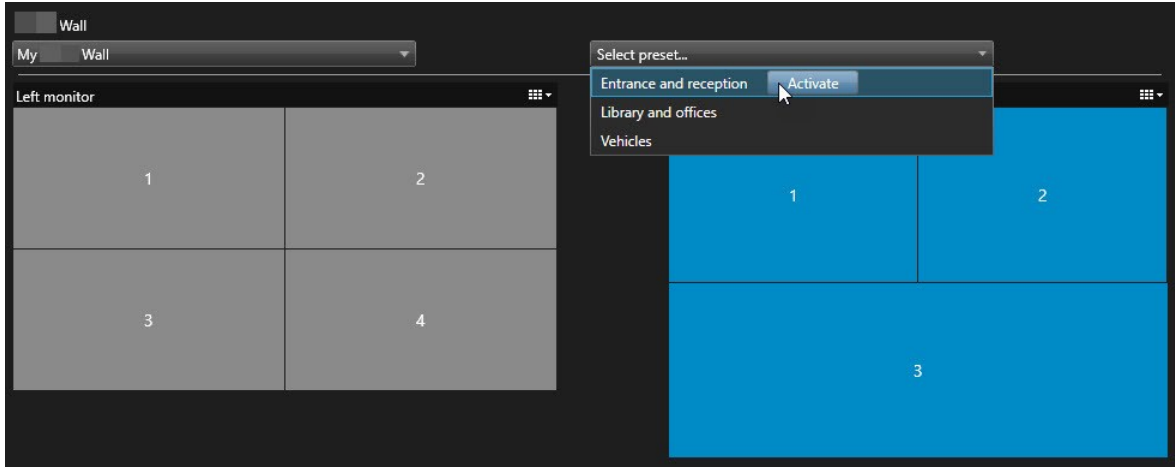 Wall
My Wall
Select preset...
Entrance and reception Activate
Library and offices
Vehicles
Left monitor
1 2
3 4
1 2
3